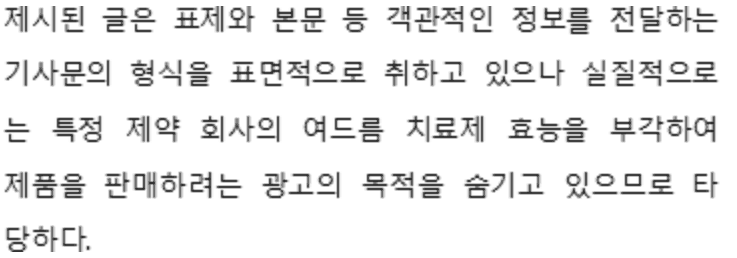 제시된 글은 표제와 본문 등 객관적인 정보를 전달하는
기사문의 형식을 표면적으로 취하고 있으나 실질적으로
는 특정 제약 회사의 여드름 치료제 효능을 부각하여
제품을 판매하려는 광고의 목적을 숨기고 있으므로 타
당하다.